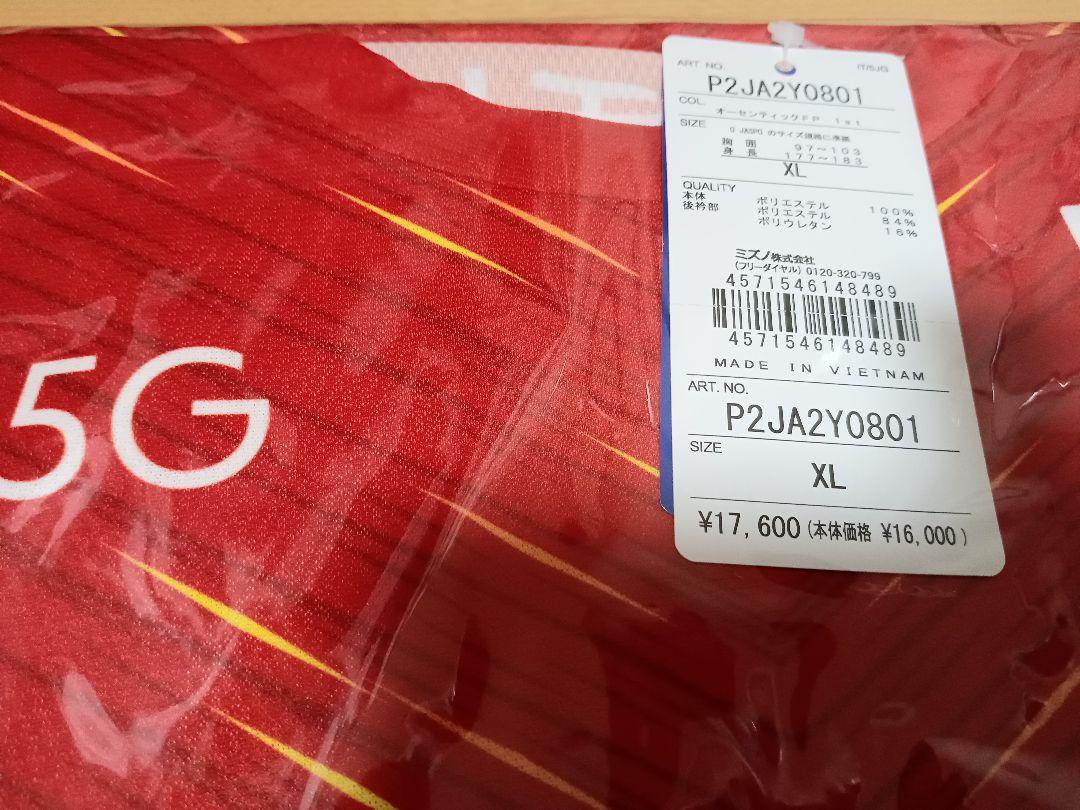 ART NO.
IT/SJG
P2JA2Y0801
COL.
オーセンティックFP 1st
SIZE
O JASPO のサイズ規格に準拠
胸囲 97～103
身長 177～183
XL
QUALITY
本体 ポリエステル 100%
後衿部 ポリエステル 84%
ポリウレタン 16%
ミズノ株式会社
(フリーダイヤル) 0120-320-799
4571546148489
4571546148489
MADE IN VIETNAM
ART. NO.
P2JA2Y0801
SIZE
XL
¥17,600 (本体価格 ¥16,000)
5G